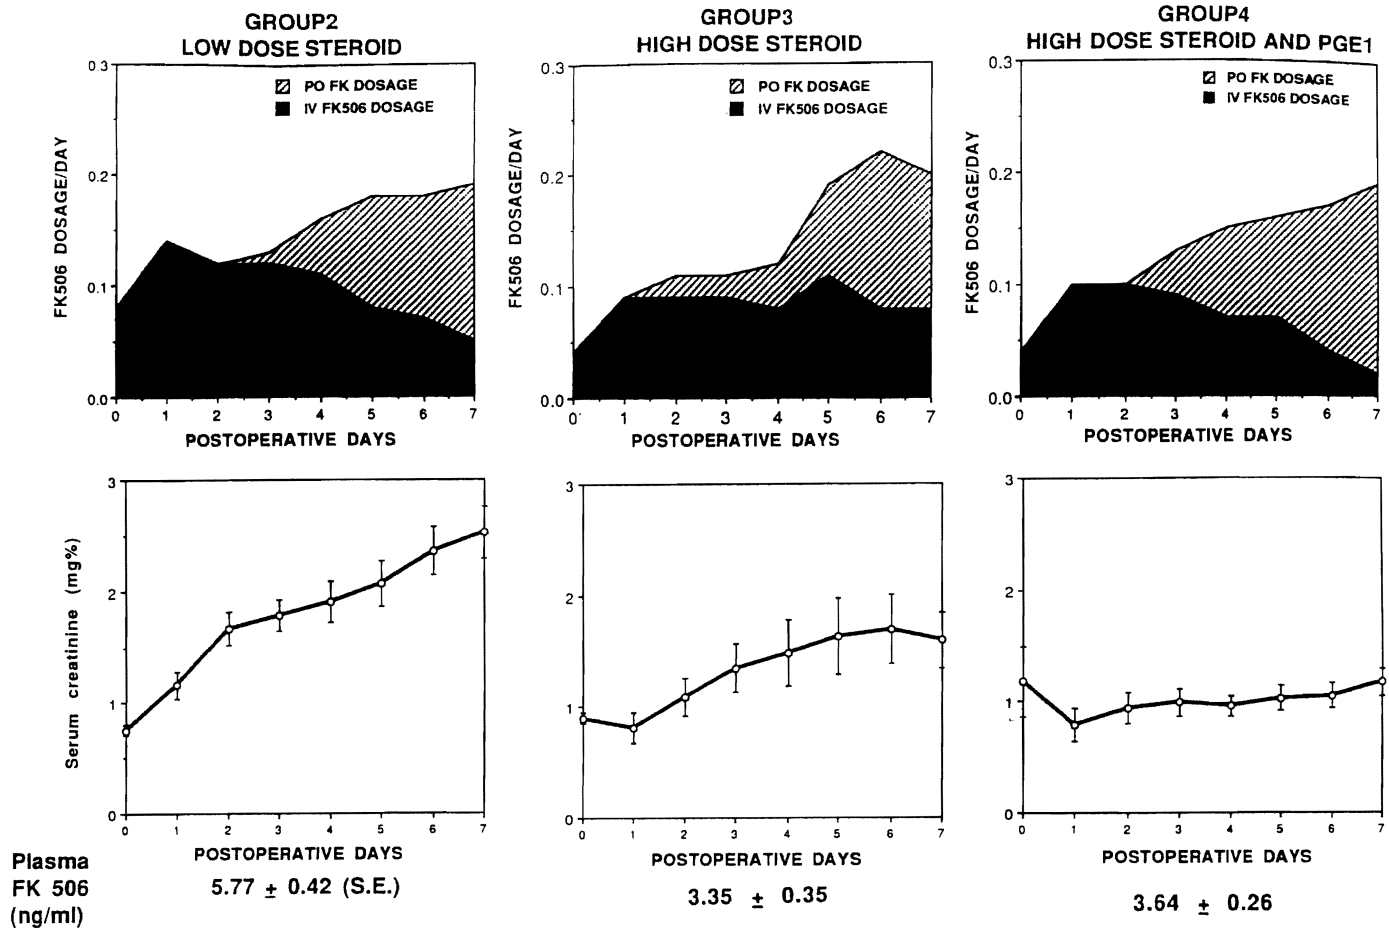 GROUP2
LOW DOSE STEROID
0.3
0.2
0.1
0.0
FK506 DOSAGE/DAY
PO FK DOSAGE
IV FK506 DOSAGE
0 1 2 3 4 5 6 7
POSTOPERATIVE DAYS
GROUP3
HIGH DOSE STEROID
0.3
0.2
0.1
0.0
FK506 DOSAGE/DAY
PO FK DOSAGE
IV FK506 DOSAGE
0 1 2 3 4 5 6 7
POSTOPERATIVE DAYS
GROUP4
HIGH DOSE STEROID AND PGE1
0.3
0.2
0.1
0.0
FK506 DOSAGE/DAY
PO FK DOSAGE
IV FK506 DOSAGE
0 1 2 3 4 5 6 7
POSTOPERATIVE DAYS
3
2
1
0
Serum creatinine (mg%)
0 1 2 3 4 5 6 7
POSTOPERATIVE DAYS
3
2
1
0
0 1 2 3 4 5 6 7
POSTOPERATIVE DAYS
3
2
1
0
0 1 2 3 4 5 6 7
POSTOPERATIVE DAYS
Plasma
FK 506
(ng/ml)
5.77 ± 0.42 (S.E.)
3.35 ± 0.35
3.64 ± 0.26